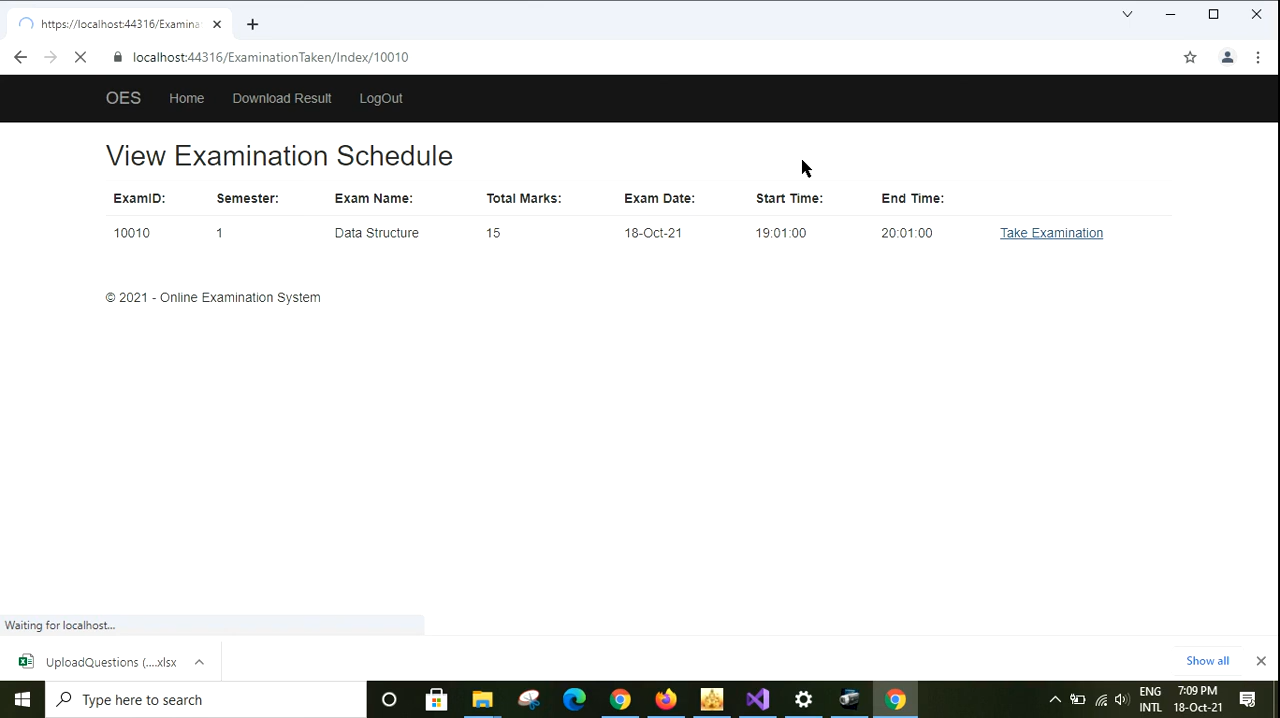 https://localhost:44316/Examina
localhost:44316/ExaminationTaken/Index/10010
OES Home Download Result LogOut
View Examination Schedule
ExamID: Semester: Exam Name: Total Marks: Exam Date: Start Time: End Time:
10010 1 Data Structure 15 18-Oct-21 19:01:00 20:01:00 Take Examination
© 2021 - Online Examination System
Waiting for localhost...
UploadQuestions (....xlsx Show all
Type here to search
ENG 7:09 PM
INTL 18-Oct-21